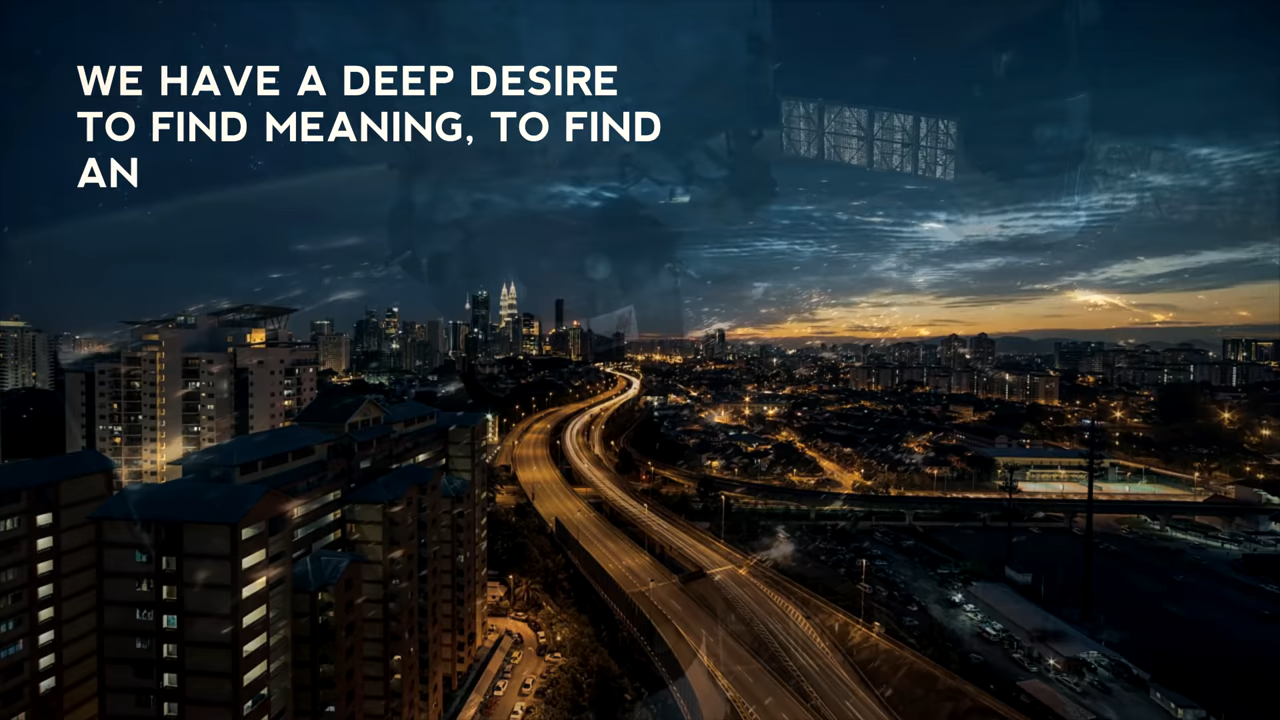 WE HAVE A DEEP DESIRE
TO FIND MEANING, TO FIND
AN